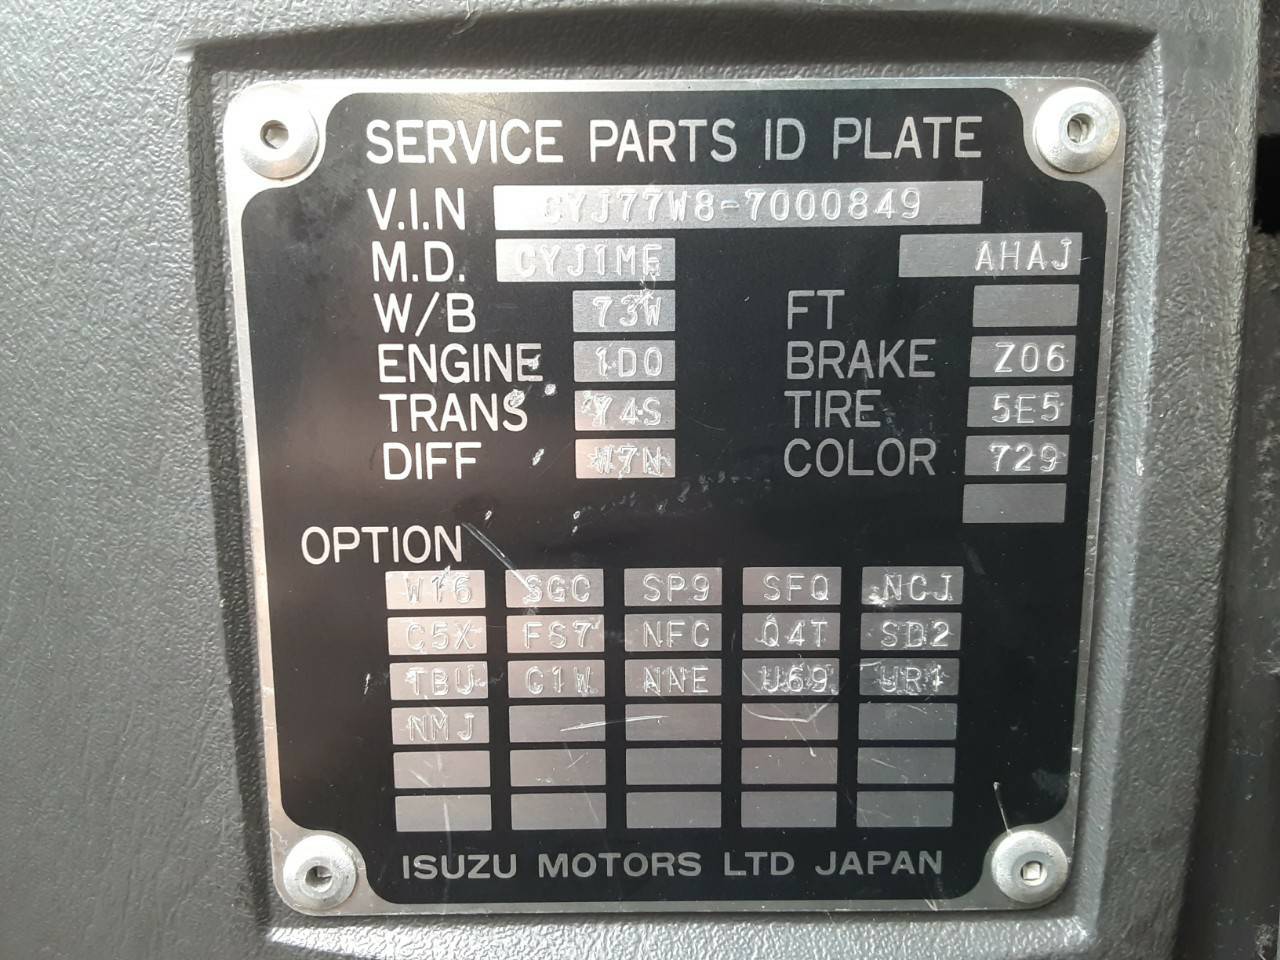 SERVICE PARTS ID PLATE
V.I.N CYJ77W8-7000849
M.D. CYJ1MF AHAJ
W/B 73W FT
ENGINE 1D0 BRAKE Z06
TRANS Y4S TIRE 5E5
DIFF W7N COLOR 729
OPTION
W16 SGC SP9 SFQ NCJ
C5X FS7 NFC Q4T SD2
TBU C1W NNE U69 UR1
NMJ
ISUZU MOTORS LTD JAPAN